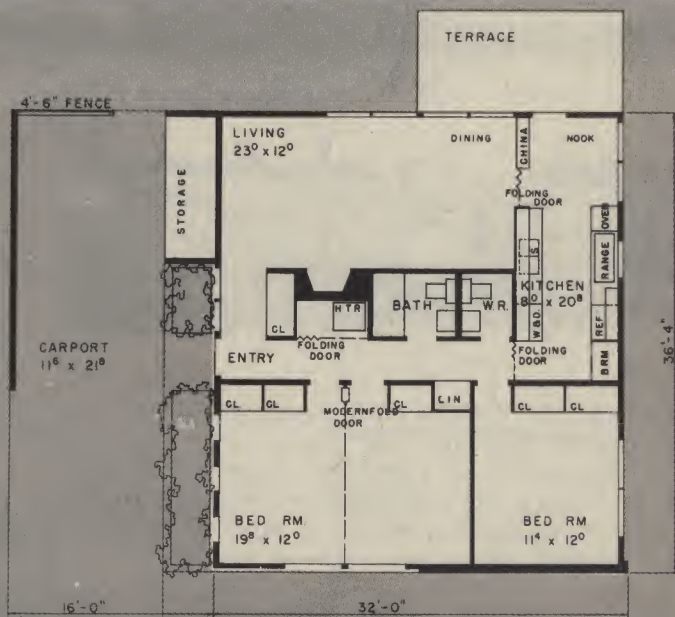 TERRACE
4'-6" FENCE
LIVING
23⁰ x 12⁰
DINING
CHINA
NOOK
STORAGE
FOLDING
DOOR
OVEN
RANGE
S
KITCHEN
8⁰ x 20⁸
W&D
REF
BRM
HTR
BATH
W.R.
CL
FOLDING
DOOR
FOLDING
DOOR
ENTRY
CARPORT
11⁶ x 21⁸
36'-4"
CL
CL
MODERNFOLD
DOOR
CL
LIN
CL
CL
BED RM.
19⁸ x 12⁰
BED RM
11⁴ x 12⁰
16'-0"
32'-0"